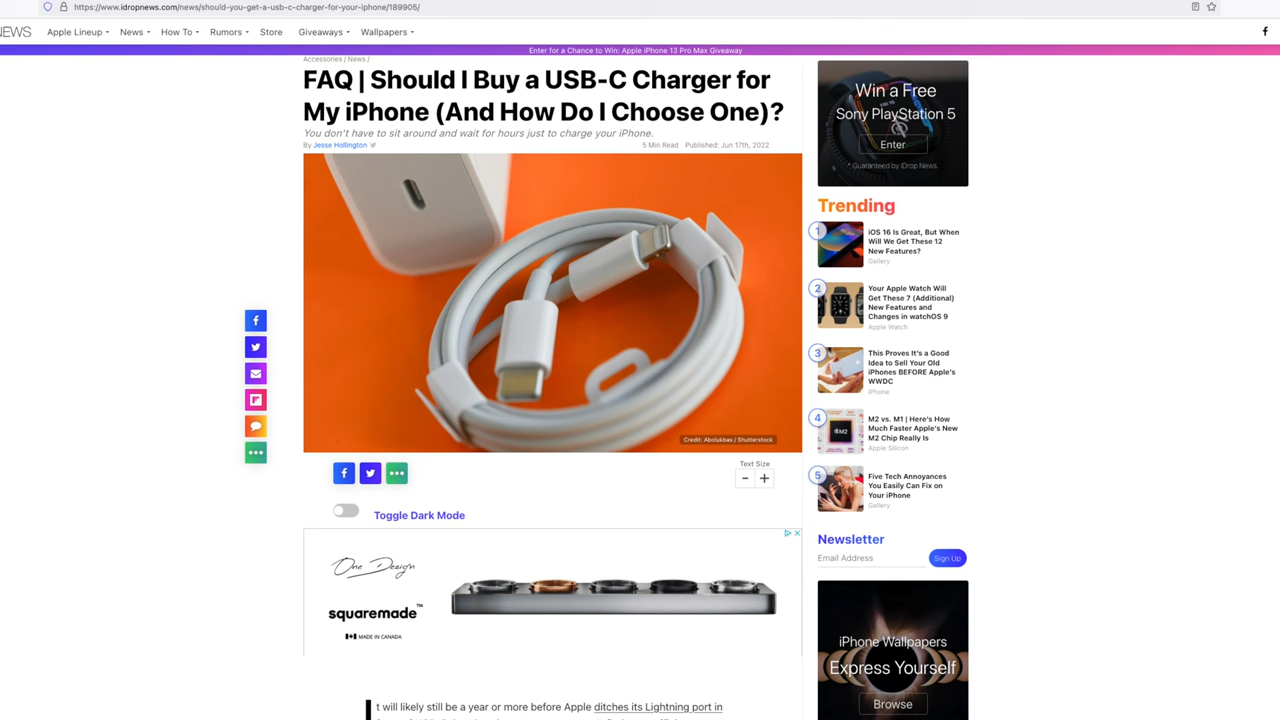 https://www.idropnews.com/news/should-you-get-a-usb-c-charger-for-your-iphone/189905/
NEWS
Apple Lineup
News
How To
Rumors
Store
Giveaways
Wallpapers
Enter for a Chance to Win: Apple iPhone 13 Pro Max Giveaway
Accessories / News /
FAQ | Should I Buy a USB-C Charger for
My iPhone (And How Do I Choose One)?
You don't have to sit around and wait for hours just to charge your iPhone.
By Jesse Hollington
5 Min Read
Published: Jun 17th, 2022
Credit: Abolukbas / Shutterstock
Text Size
- +
Toggle Dark Mode
One Design
squaremade™
MADE IN CANADA
It will likely still be a year or more before Apple ditches its Lightning port in
Win a Free
Sony PlayStation 5
Enter
* Guaranteed by iDrop News.
Trending
1
iOS 16 Is Great, But When
Will We Get These 12
New Features?
Gallery
2
Your Apple Watch Will
Get These 7 (Additional)
New Features and
Changes in watchOS 9
Apple Watch
3
This Proves It's a Good
Idea to Sell Your Old
iPhones BEFORE Apple's
WWDC
iPhone
4
M2
M2 vs. M1 | Here's How
Much Faster Apple's New
M2 Chip Really Is
Apple Silicon
5
Five Tech Annoyances
You Easily Can Fix on
Your iPhone
Gallery
Newsletter
Email Address
Sign Up
iPhone Wallpapers
Express Yourself
Browse